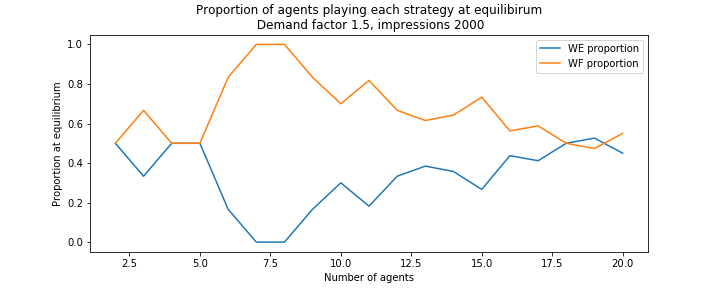 Proportion of agents playing each strategy at equilibirum
Demand factor 1.5, impressions 2000
WE proportion
WF proportion
Proportion at equilibrium
1.0
0.8
0.6
0.4
0.2
0.0
2.5 5.0 7.5 10.0 12.5 15.0 17.5 20.0
Number of agents